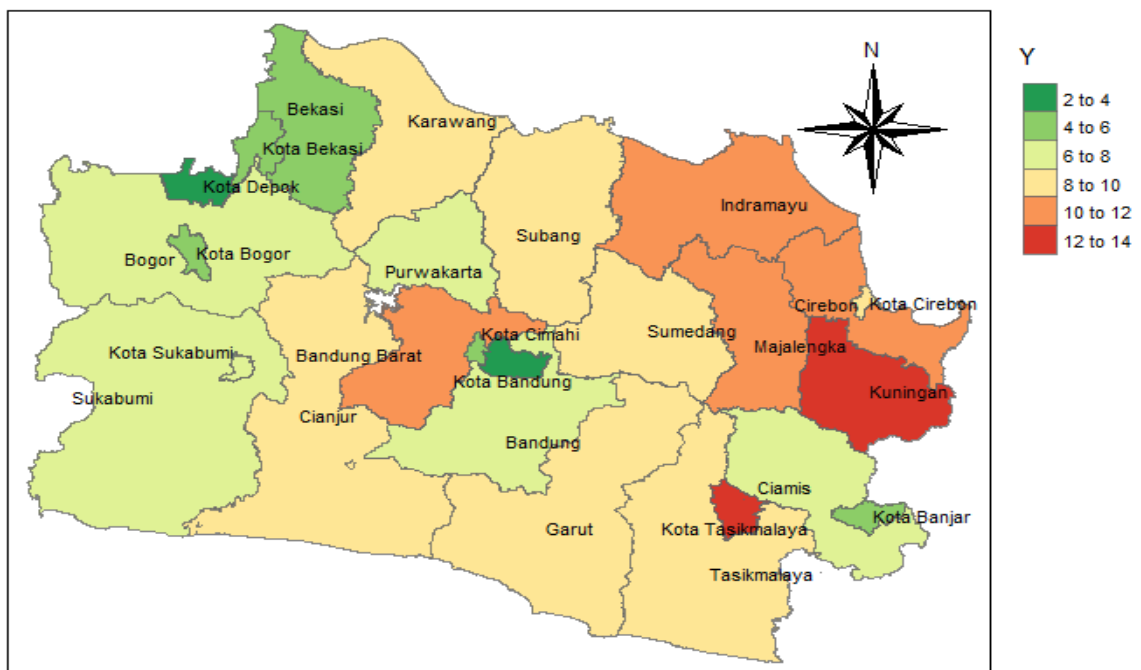 N
Y
2 to 4
4 to 6
6 to 8
8 to 10
10 to 12
12 to 14
Bekasi
Karawang
Kota Bekasi
Kota Depok
Indramayu
Subang
Kota Bogor
Bogor
Purwakarta
Cirebon
Kota Cirebon
Kota Cimahi
Sumedang
Majalengka
Kota Sukabumi
Bandung Barat
Kota Bandung
Sukabumi
Kuningan
Cianjur
Bandung
Ciamis
Kota Banjar
Garut
Kota Tasikmalaya
Tasikmalaya